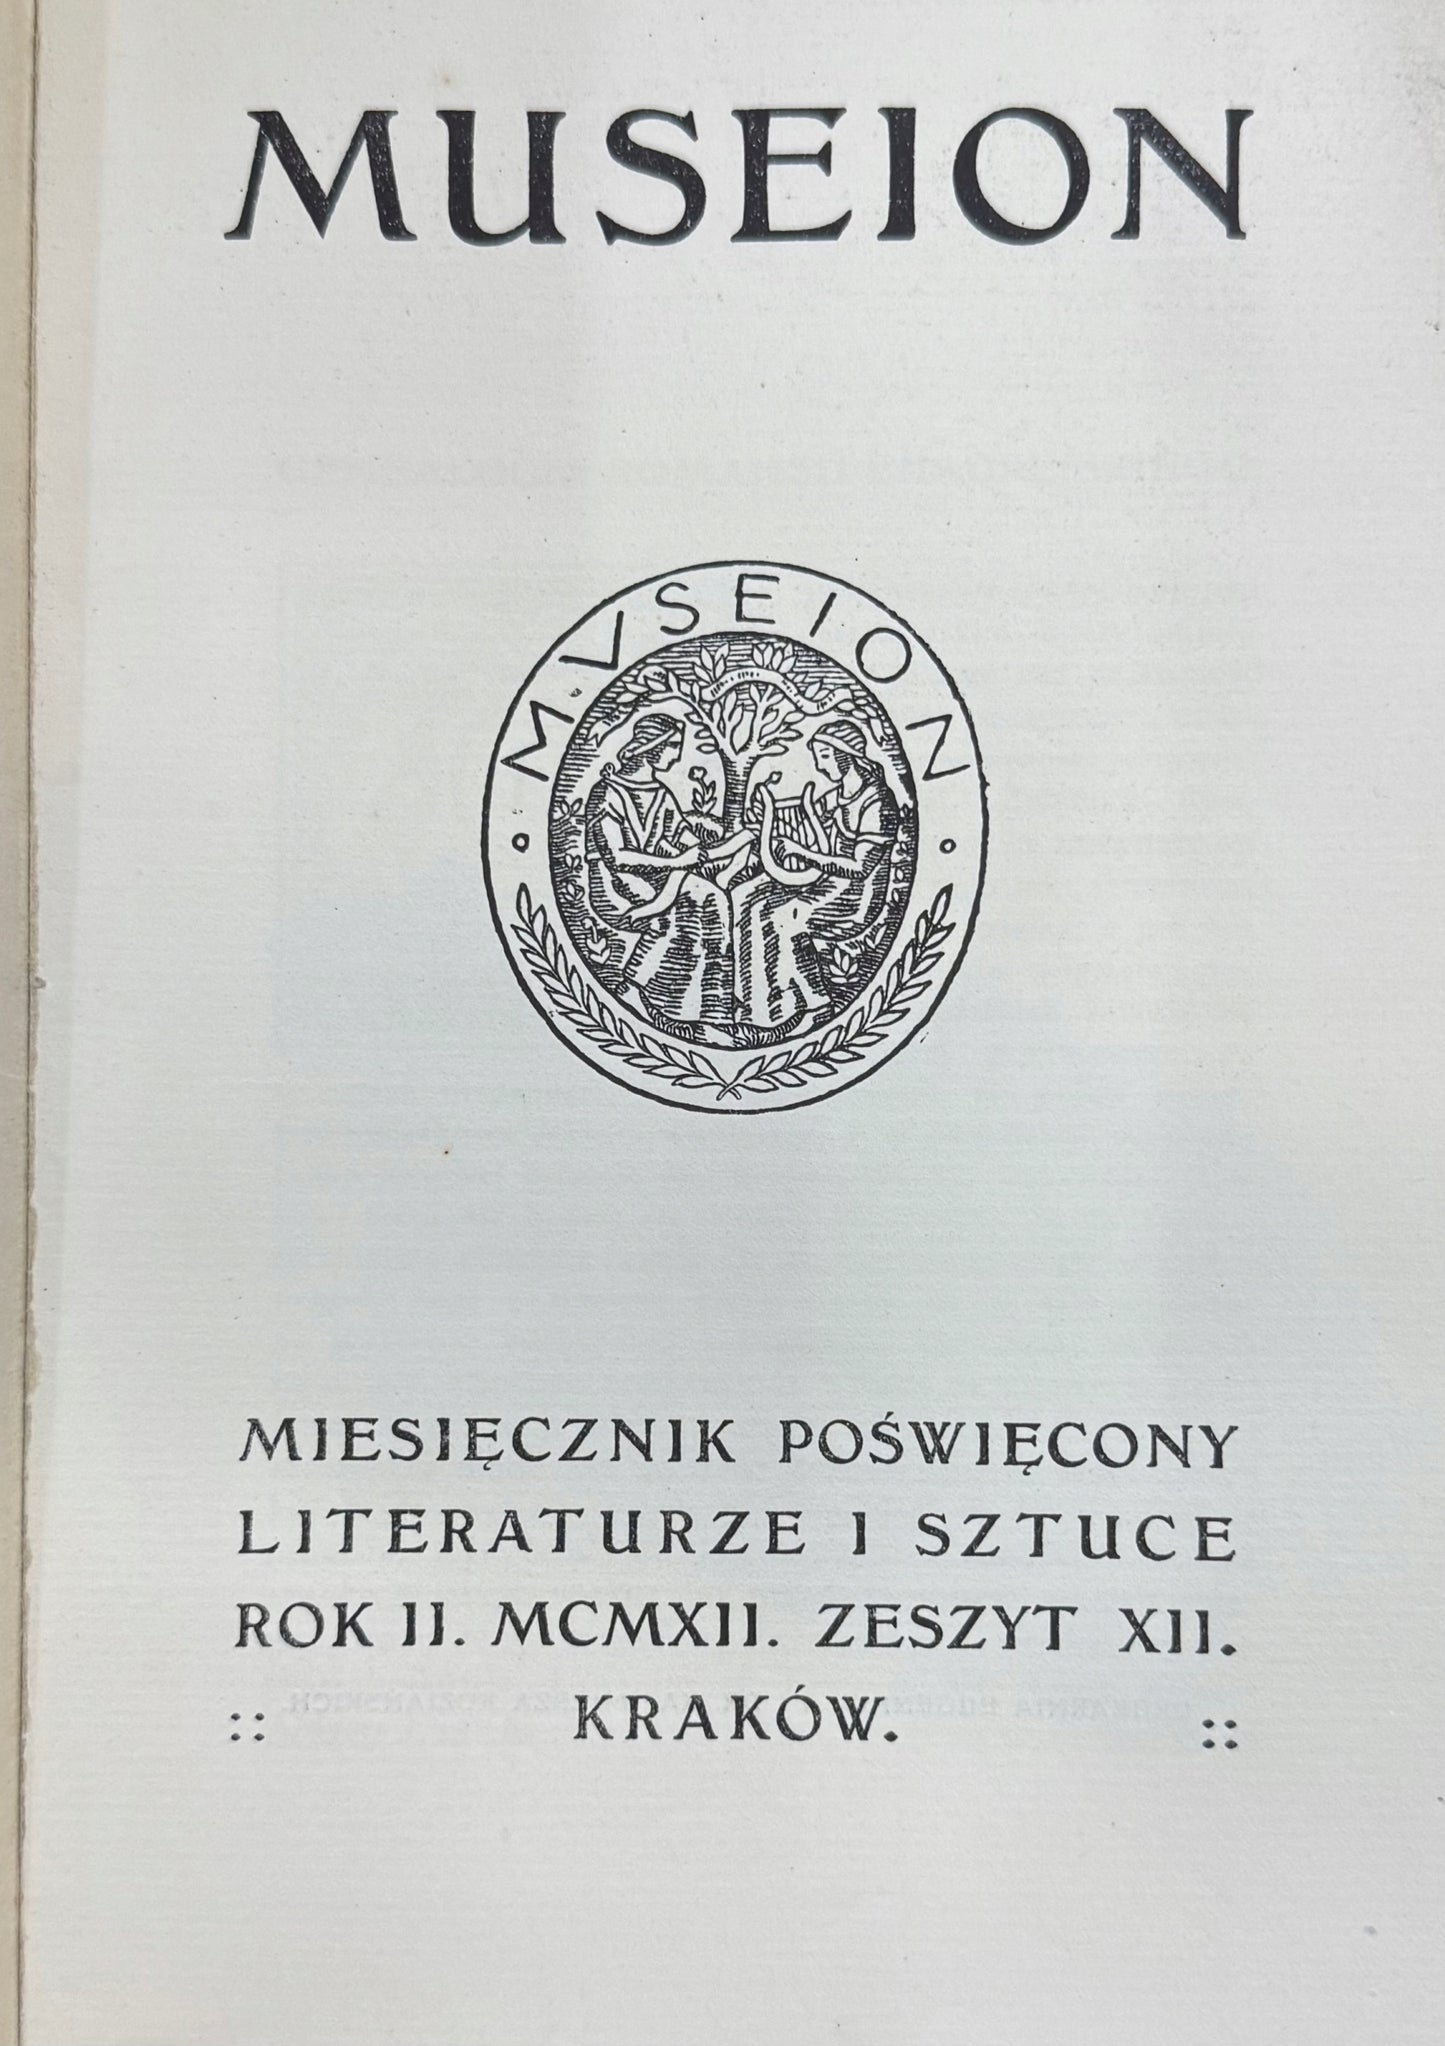 MUSEION
MVSEION
MIESIĘCZNIK POŚWIĘCONY
LITERATURZE I SZTUCE
ROK II. MCMXII. ZESZYT XII.
:: KRAKÓW. ::